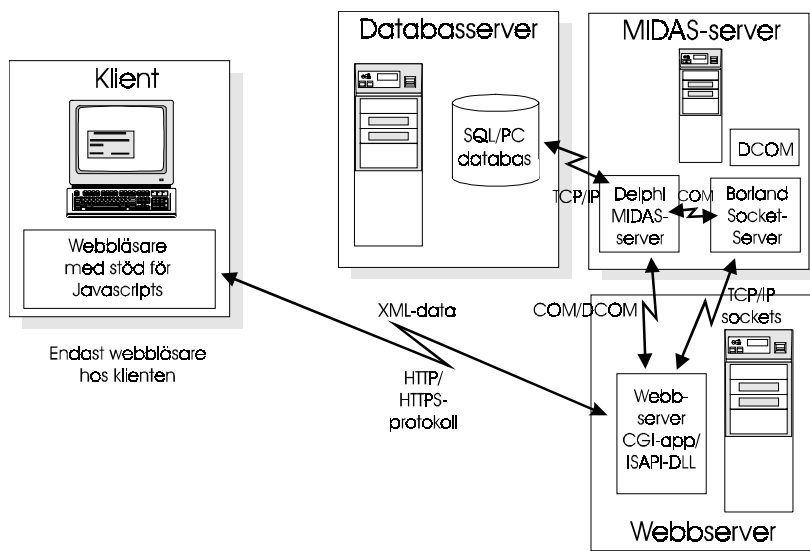 Klient
Webbläsare
med stöd för
Javascripts
Endast webbläsare
hos klienten
Databasserver
SQL/PC
databas
MIDAS-server
DCOM
TCP/IP
Delphi
MIDAS-
server
COM
Borland
Socket-
Server
XML-data
HTTP/
HTTPS-
protokoll
COM/DCOM
TCP/IP
sockets
Webb-
server
CGI-app/
ISAPI-DLL
Webbserver